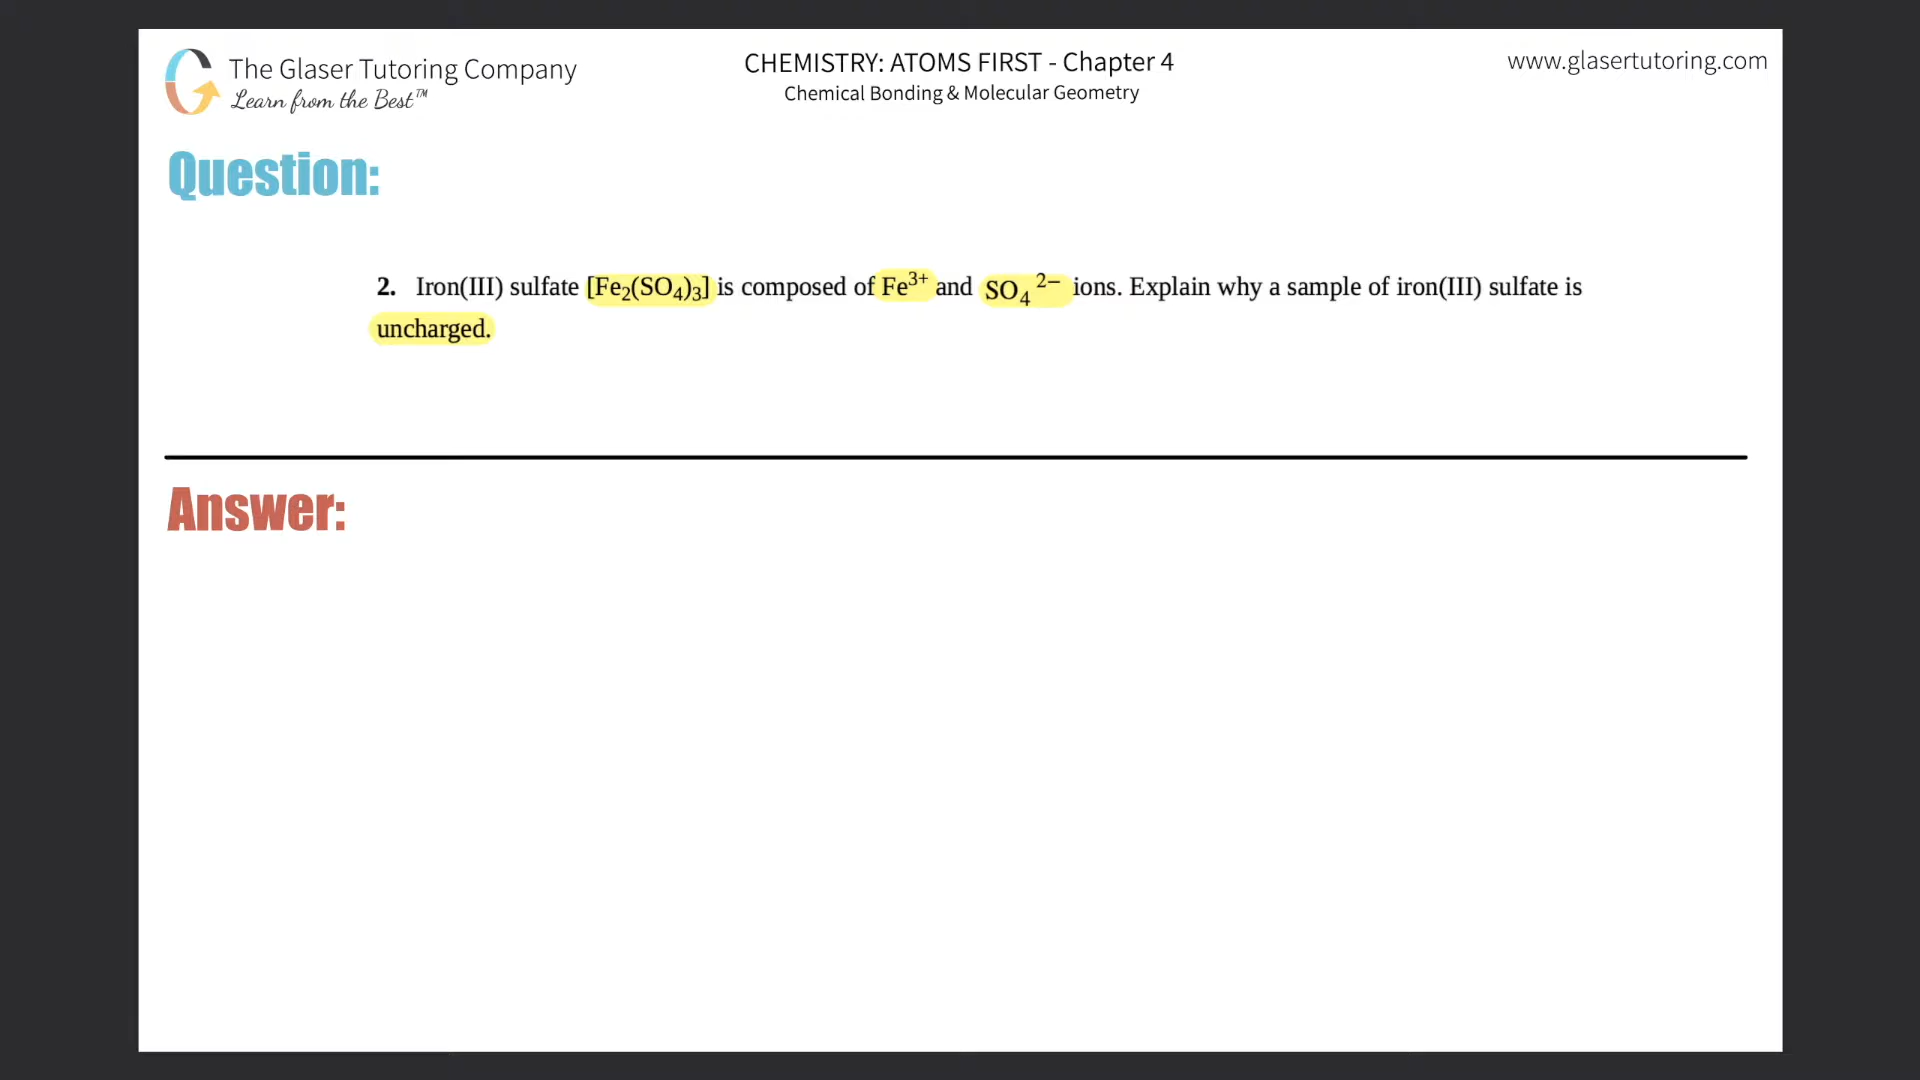 The Glaser Tutoring Company
Learn from the Best™
CHEMISTRY: ATOMS FIRST - Chapter 4
Chemical Bonding & Molecular Geometry
www.glasertutoring.com
Question:
2. Iron(III) sulfate [Fe₂(SO₄)₃] is composed of Fe³⁺ and SO₄²⁻ ions. Explain why a sample of iron(III) sulfate is
uncharged.
Answer: